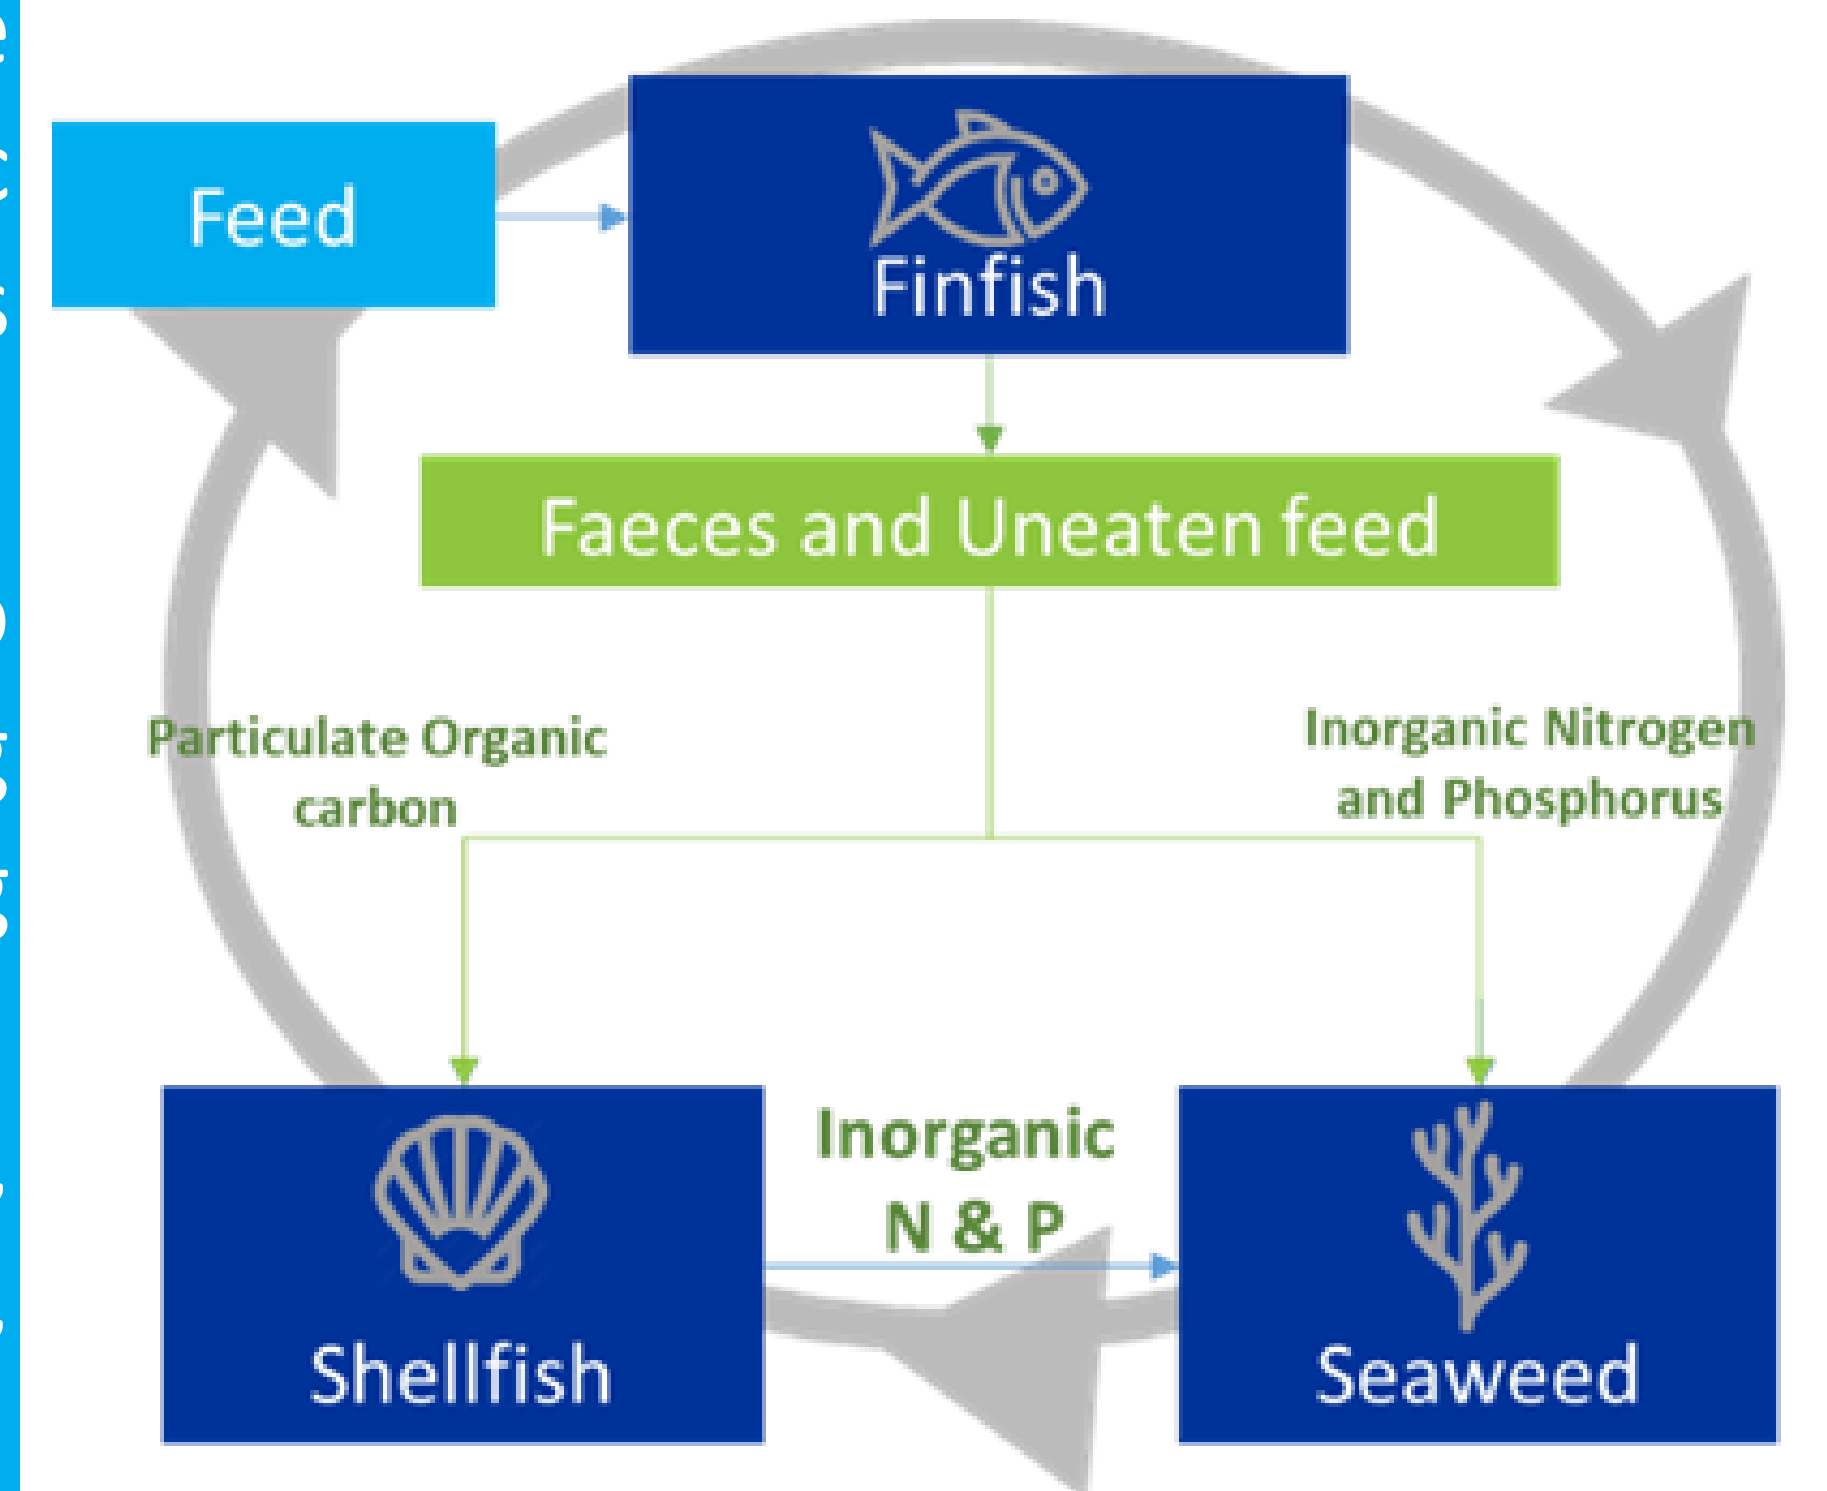 Feed
Finfish
Faeces and Uneaten feed
Particulate Organic
carbon
Inorganic Nitrogen
and Phosphorus
Inorganic
N & P
Shellfish
Seaweed